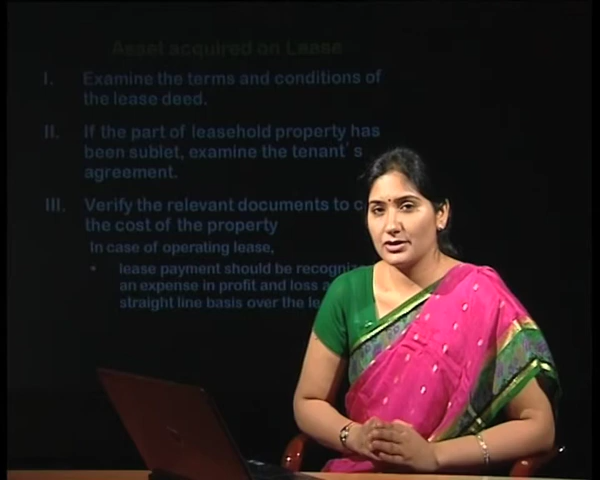 Asset acquired on Lease
I. Examine the terms and conditions of
the lease deed.
II. If the part of leasehold property has
been sublet, examine the tenant's
agreement.
III. Verify the relevant documents to
the cost of the property
In case of operating lease,
• lease payment should be
an expense in profit and loss
straight line basis over the